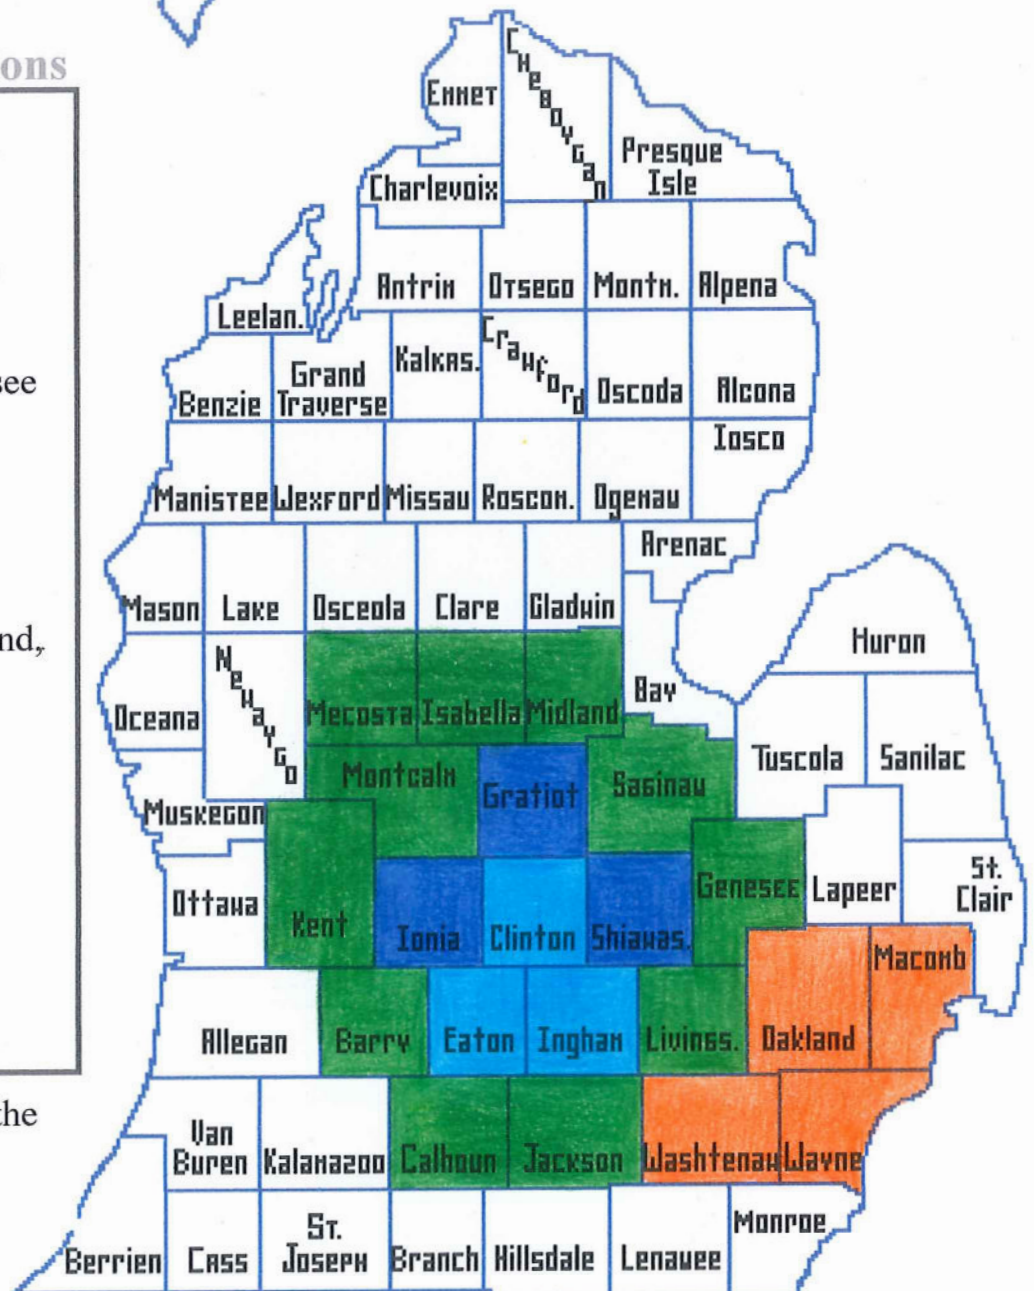 ons
see
nd,
the
Emmet
Cheboygan
Presque
Isle
Charlevoix
Antrim
Otsego
Montm.
Alpena
Leelan.
Kalkas.
Crawford
Grand
Traverse
Benzie
Oscoda
Alcona
Iosco
Manistee
Wexford
Missau
Roscom.
Ogemaw
Arenac
Mason
Lake
Osceola
Clare
Gladwin
Huron
Newaygo
Bay
Oceana
Mecosta
Isabella
Midland
Tuscola
Sanilac
Montcalm
Gratiot
Saginaw
Muskegon
Ottawa
Kent
Ionia
Clinton
Shiawas.
Genesee
Lapeer
St.
Clair
Macomb
Allegan
Barry
Eaton
Ingham
Livings.
Oakland
Van
Buren
Kalamazoo
Calhoun
Jackson
Washtenaw
Wayne
Berrien
Cass
St.
Joseph
Branch
Hillsdale
Lenawee
Monroe